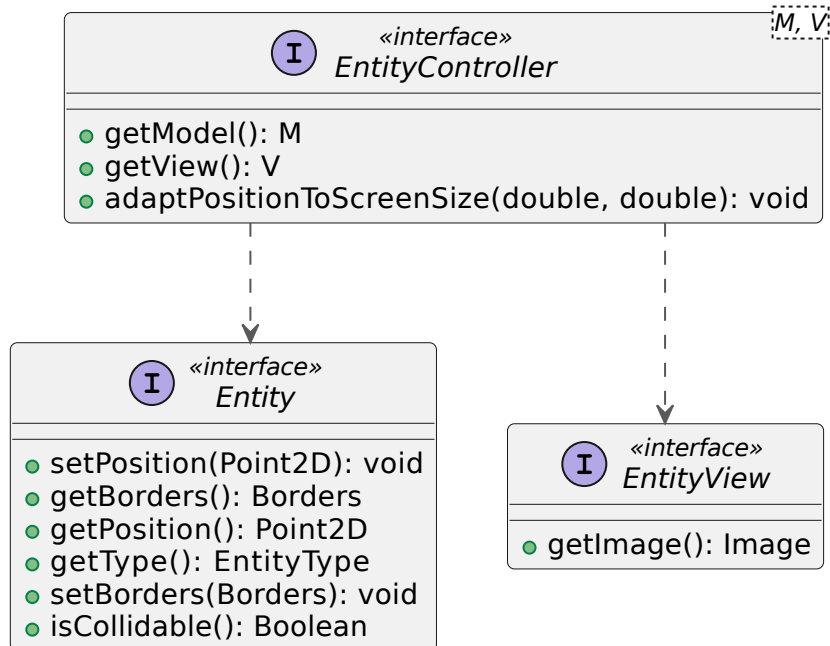 M, V
I
«interface»
EntityController
getModel(): M
getView(): V
adaptPositionToScreenSize(double, double): void
I
«interface»
Entity
setPosition(Point2D): void
getBorders(): Borders
getPosition(): Point2D
getType(): EntityType
setBorders(Borders): void
isCollidable(): Boolean
I
«interface»
EntityView
getImage(): Image